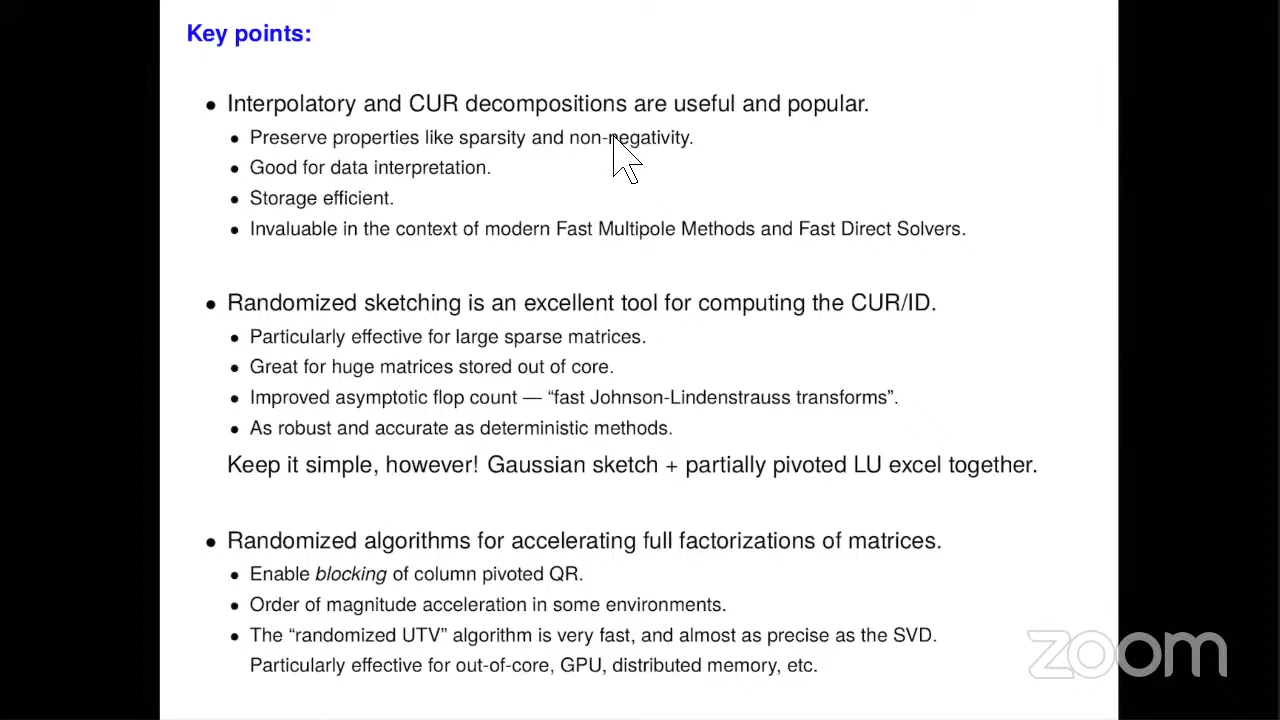 Key points:
• Interpolatory and CUR decompositions are useful and popular.
• Preserve properties like sparsity and non-negativity.
• Good for data interpretation.
• Storage efficient.
• Invaluable in the context of modern Fast Multipole Methods and Fast Direct Solvers.
• Randomized sketching is an excellent tool for computing the CUR/ID.
• Particularly effective for large sparse matrices.
• Great for huge matrices stored out of core.
• Improved asymptotic flop count — “fast Johnson-Lindenstrauss transforms”.
• As robust and accurate as deterministic methods.
Keep it simple, however! Gaussian sketch + partially pivoted LU excel together.
• Randomized algorithms for accelerating full factorizations of matrices.
• Enable blocking of column pivoted QR.
• Order of magnitude acceleration in some environments.
• The “randomized UTV” algorithm is very fast, and almost as precise as the SVD.
Particularly effective for out-of-core, GPU, distributed memory, etc.
zoom